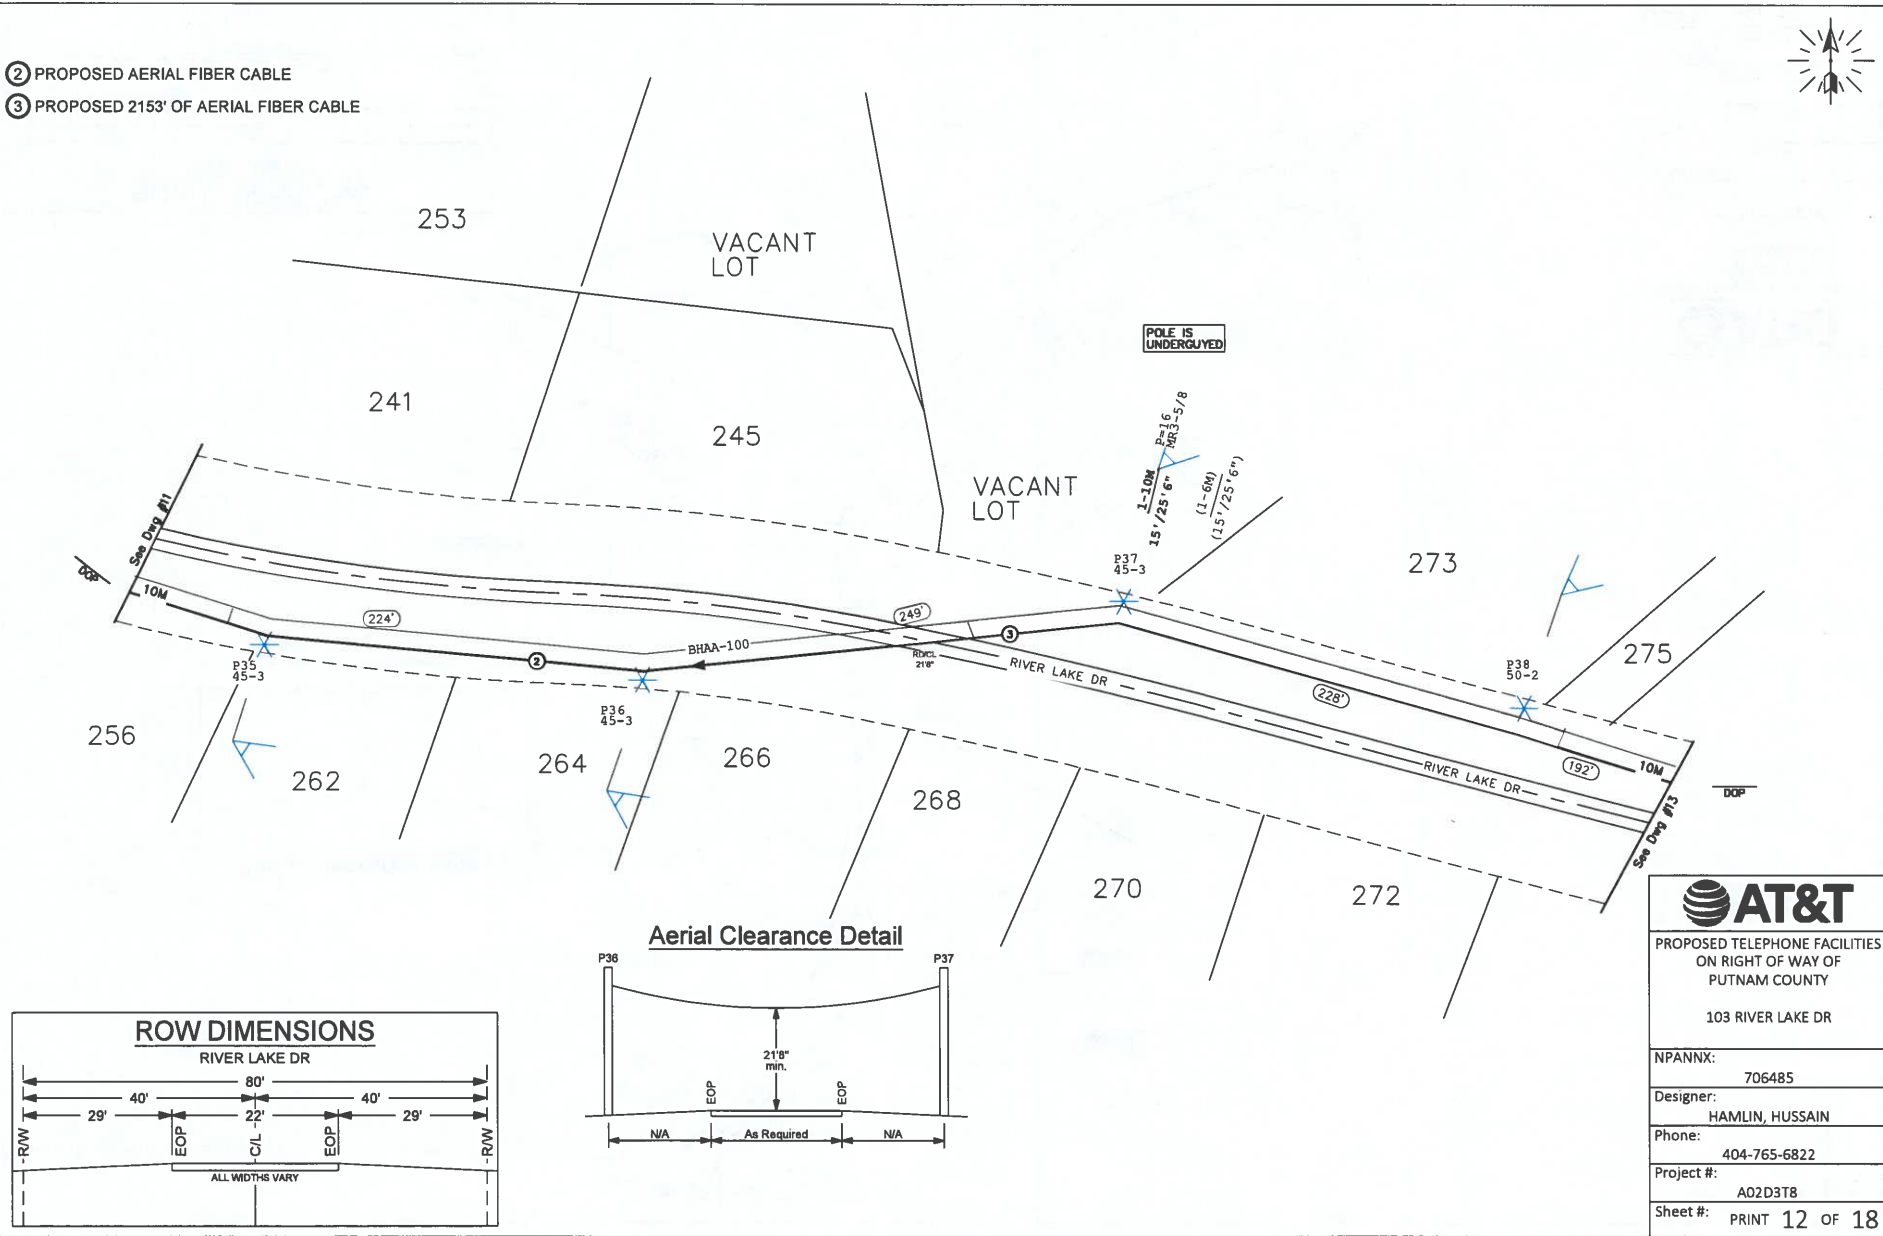 2 PROPOSED AERIAL FIBER CABLE
3 PROPOSED 2153' OF AERIAL FIBER CABLE
253
VACANT
LOT
POLE IS
UNDERGUYED
241
245
VACANT
LOT
P=16
MR3-5/8
1-10M
15'/25'6"
(1-6M)
(15'/25'6")
P37
45-3
273
See Dwg #11
DOP
10M
224'
249'
BHAA-100
3
2
RD/CL
21'8"
RIVER LAKE DR
P35
45-3
P36
45-3
P38
50-2
275
228'
192'
10M
RIVER LAKE DR
DOP
See Dwg #13
256
262
264
266
268
270
272
Aerial Clearance Detail
P36
P37
21'8"
min.
EOP
EOP
N/A
As Required
N/A
ROW DIMENSIONS
RIVER LAKE DR
80'
40'
40'
29'
22'
29'
R/W
EOP
C/L
EOP
R/W
ALL WIDTHS VARY
AT&T
PROPOSED TELEPHONE FACILITIES
ON RIGHT OF WAY OF
PUTNAM COUNTY
103 RIVER LAKE DR
NPANNX:
706485
Designer:
HAMLIN, HUSSAIN
Phone:
404-765-6822
Project #:
A02D3T8
Sheet #: PRINT 12 OF 18